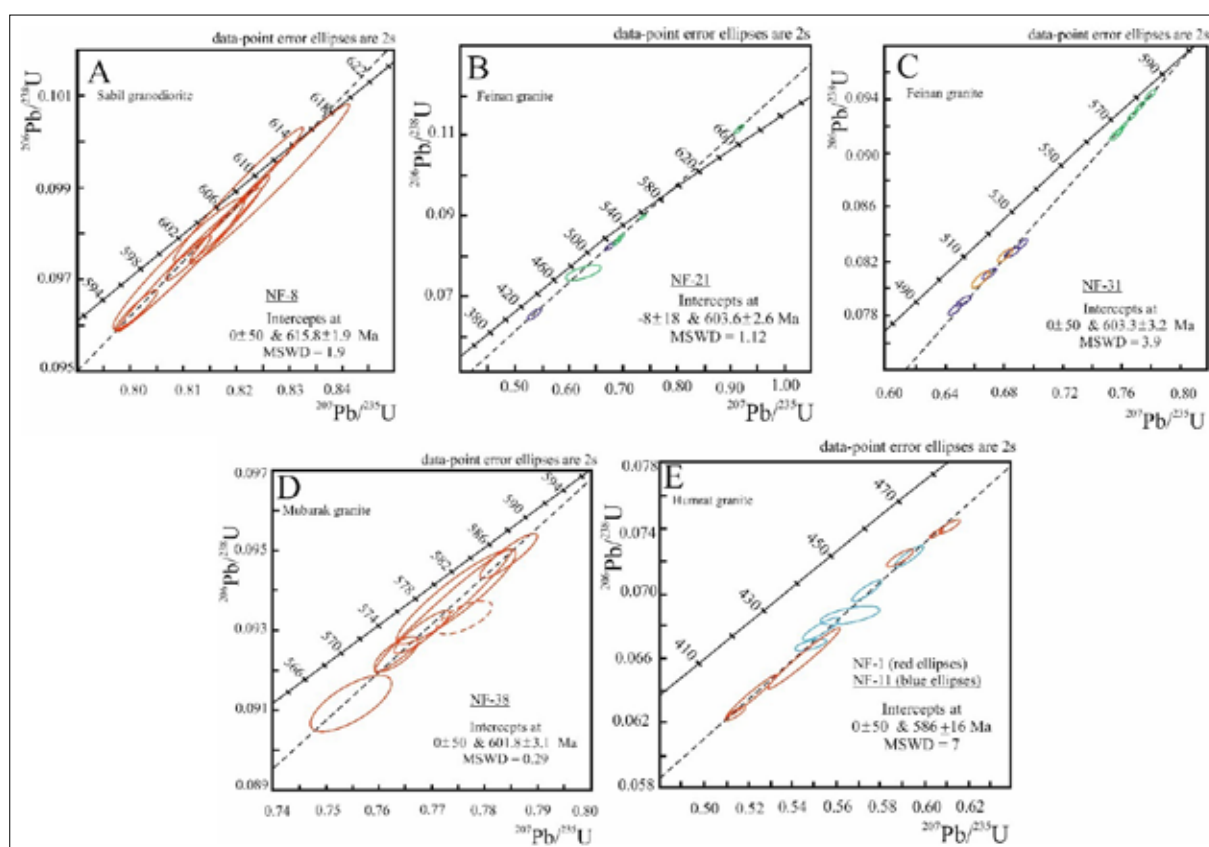 data-point error ellipses are 2s
A
Sabil granodiorite
²⁰⁶Pb/²³⁸U
0.101
0.099
0.097
0.095
594
598
602
606
610
614
618
622
NF-8
Intercepts at
0±50 & 615.8±1.9 Ma
MSWD = 1.9
0.80 0.81 0.82 0.83 0.84
²⁰⁷Pb/²³⁵U
data-point error ellipses are 2s
B
Feinan granite
²⁰⁶Pb/²³⁸U
0.11
0.09
0.07
380
420
460
500
540
580
620
660
NF-21
Intercepts at
-8±18 & 603.6±2.6 Ma
MSWD = 1.12
0.50 0.60 0.70 0.80 0.90 1.00
²⁰⁷Pb/²³⁵U
data-point error ellipses are 2s
C
Feinan granite
²⁰⁶Pb/²³⁸U
0.094
0.090
0.086
0.082
0.078
490
510
530
550
570
590
NF-31
Intercepts at
0±50 & 603.3±3.2 Ma
MSWD = 3.9
0.60 0.64 0.68 0.72 0.76 0.80
²⁰⁷Pb/²³⁵U
data-point error ellipses are 2s
D
Mubarak granite
²⁰⁶Pb/²³⁸U
0.097
0.095
0.093
0.091
0.089
566
570
574
578
582
586
590
594
NF-38
Intercepts at
0±50 & 601.8±3.1 Ma
MSWD = 0.29
0.74 0.75 0.76 0.77 0.78 0.79 0.80
²⁰⁷Pb/²³⁵U
data-point error ellipses are 2s
E
Humrat granite
²⁰⁶Pb/²³⁸U
0.078
0.074
0.070
0.066
0.062
0.058
410
430
450
470
NF-1 (red ellipses)
NF-11 (blue ellipses)
Intercepts at
0±50 & 586 ±16 Ma
MSWD = 7
0.50 0.52 0.54 0.56 0.58 0.60 0.62
²⁰⁷Pb/²³⁵U